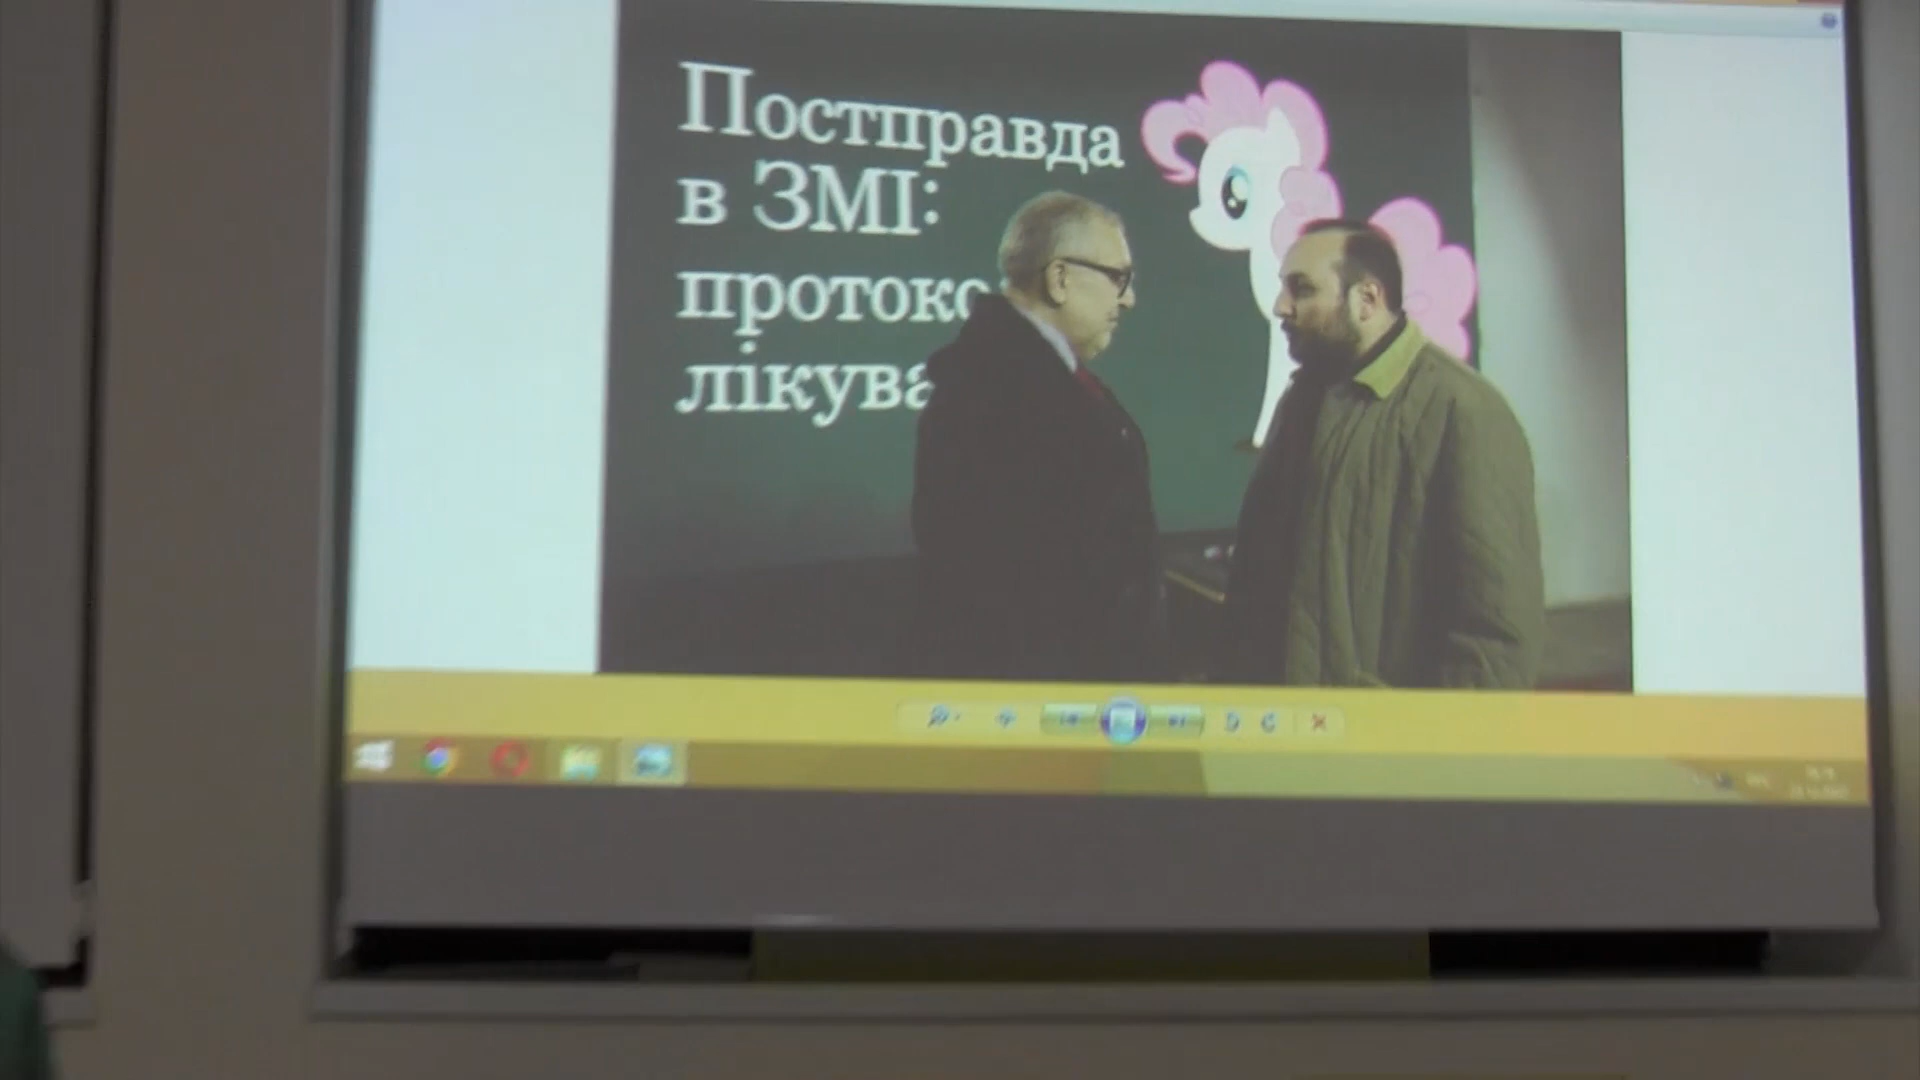 Постправда
в ЗМІ:
протоко
лікува